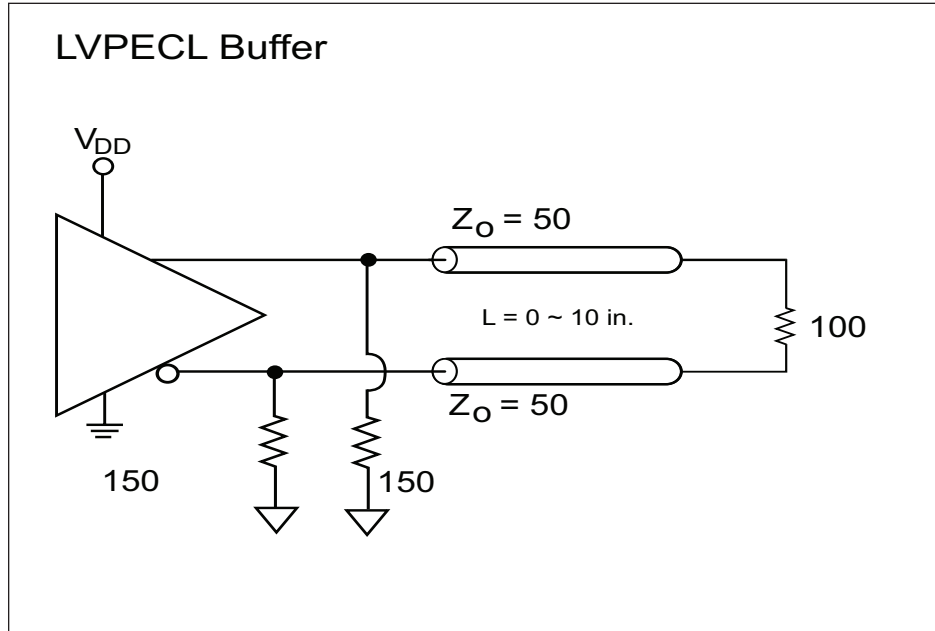 LVPECL Buffer
VDD
Zo = 50
L = 0 ~ 10 in.
100
Zo = 50
150
150